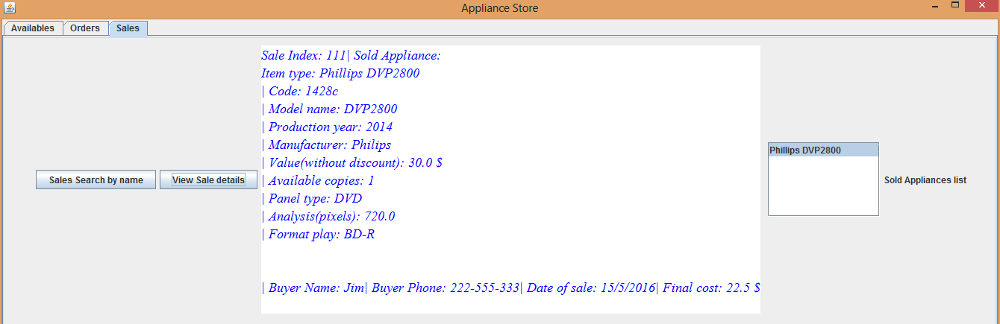 Appliance Store
Availables Orders Sales
Sale Index: 111| Sold Appliance:
Item type: Phillips DVP2800
| Code: 1428c
| Model name: DVP2800
| Production year: 2014
| Manufacturer: Philips
| Value(without discount): 30.0 $
| Available copies: 1
| Panel type: DVD
| Analysis(pixels): 720.0
| Format play: BD-R
| Buyer Name: Jim| Buyer Phone: 222-555-333| Date of sale: 15/5/2016| Final cost: 22.5 $
Sales Search by name
View Sale details
Phillips DVP2800
Sold Appliances list